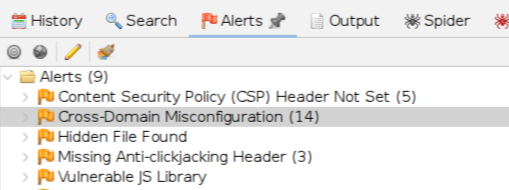 History Search Alerts Output Spider
Alerts (9)
Content Security Policy (CSP) Header Not Set (5)
Cross-Domain Misconfiguration (14)
Hidden File Found
Missing Anti-clickjacking Header (3)
Vulnerable JS Library